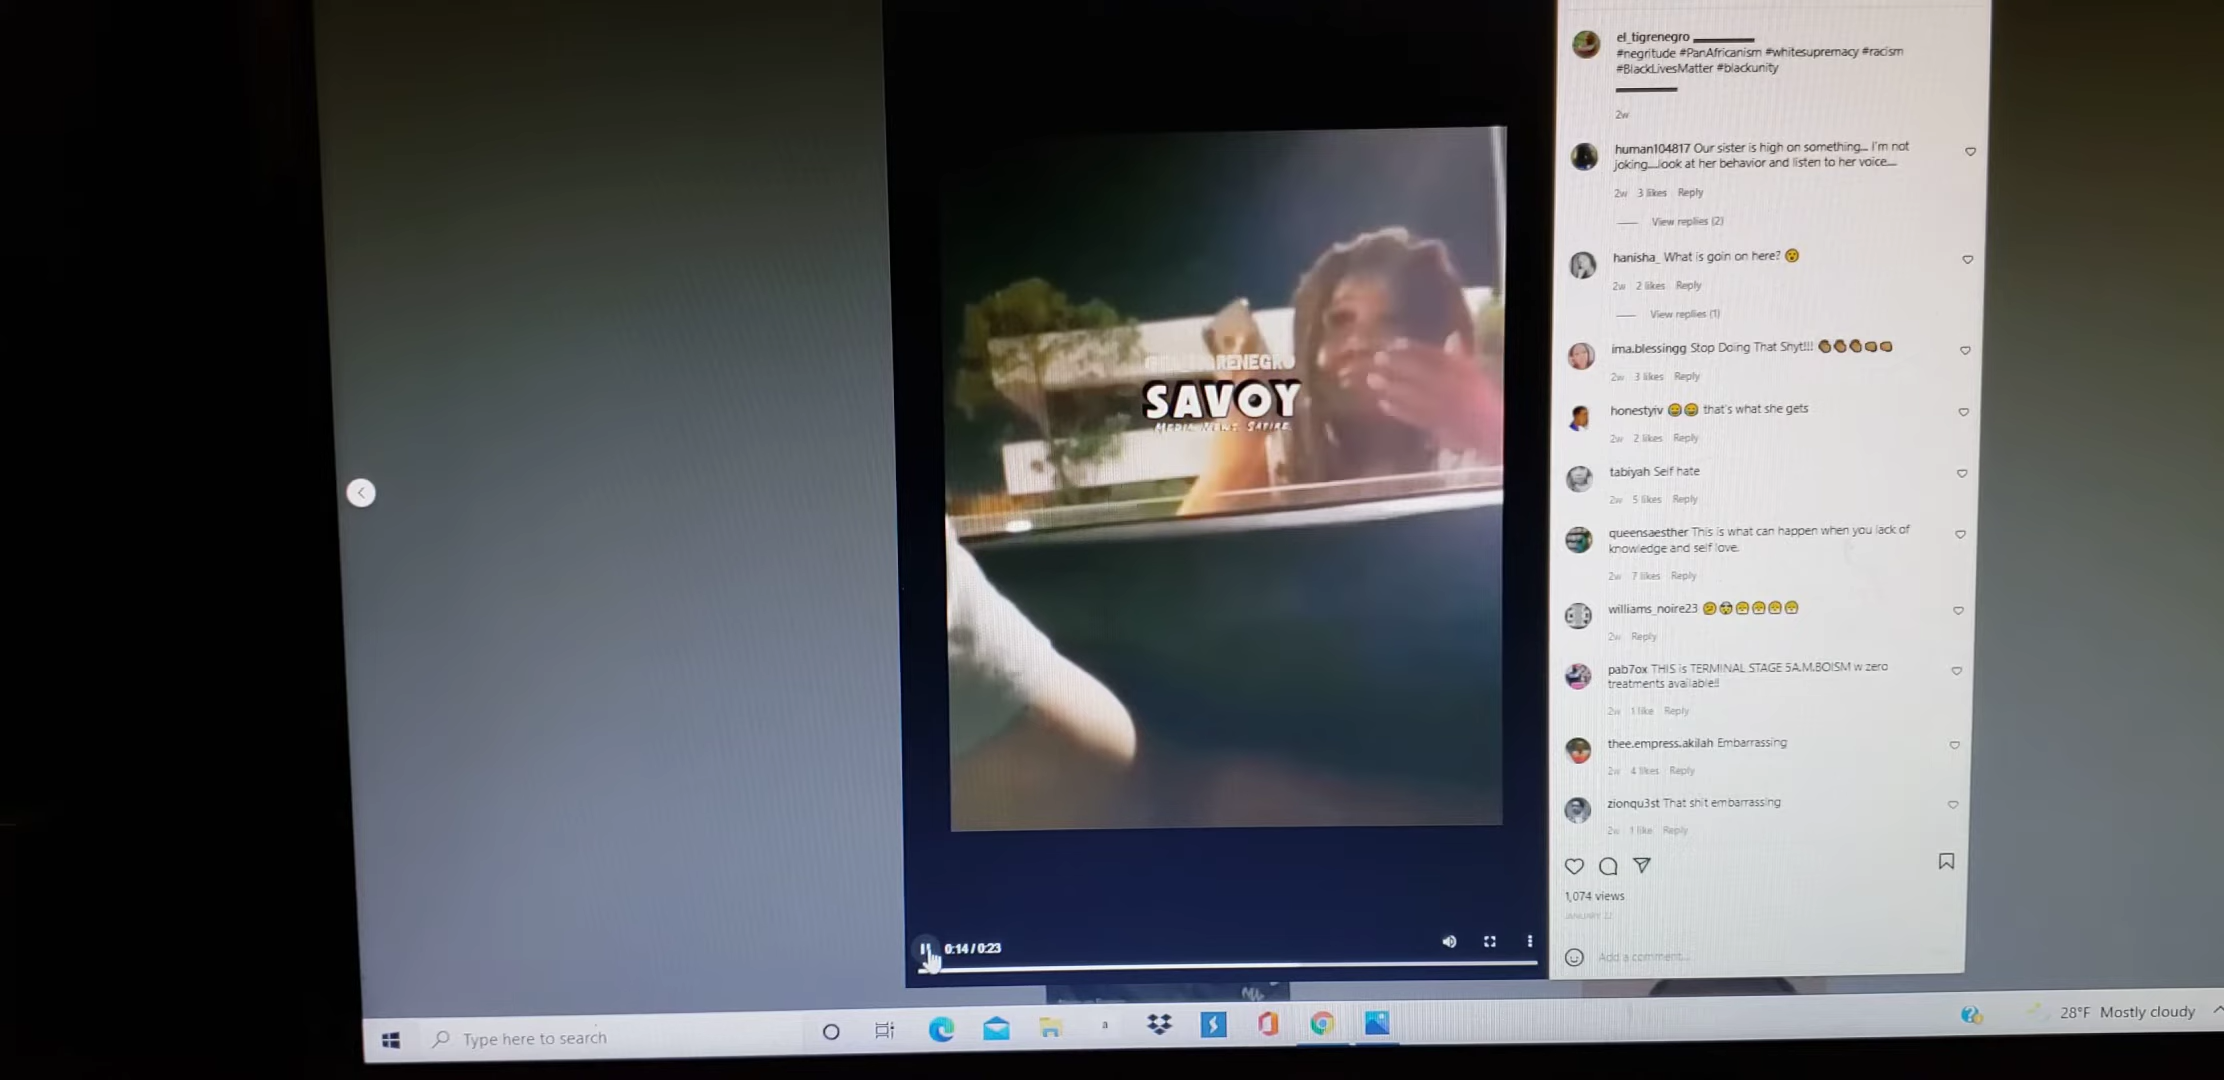 el_tigrenegro
#negritude #PanAfricanism #whitesupremacy #racism
#BlackLivesMatter #blackunity
2w
human104817 Our sister is high on something... I'm not
joking....look at her behavior and listen to her voice....
2w 3 likes Reply
View replies (2)
hanisha_ What is goin on here? 😲
2w 2 likes Reply
View replies (1)
ima.blessingg Stop Doing That Shyt!!!
2w 3 likes Reply
honestyiv that's what she gets
2w 2 likes Reply
tabiyah Self hate
2w 5 likes Reply
queensaesther This is what can happen when you lack of
knowledge and self love.
2w 7 likes Reply
williams_noire23
2w Reply
pab7ox THIS is TERMINAL STAGE 5A.M.BOISM w zero
treatments available!!
2w 1 like Reply
thee.empress.akilah Embarrassing
2w 4 likes Reply
zionqu3st That shit embarrassing
2w 1 like Reply
1,074 views
Add a comment...
RENEGRO
SAVOY
MEDIA. NEWS. SATIRE.
0:14 / 0:23
Type here to search
a
28°F Mostly cloudy